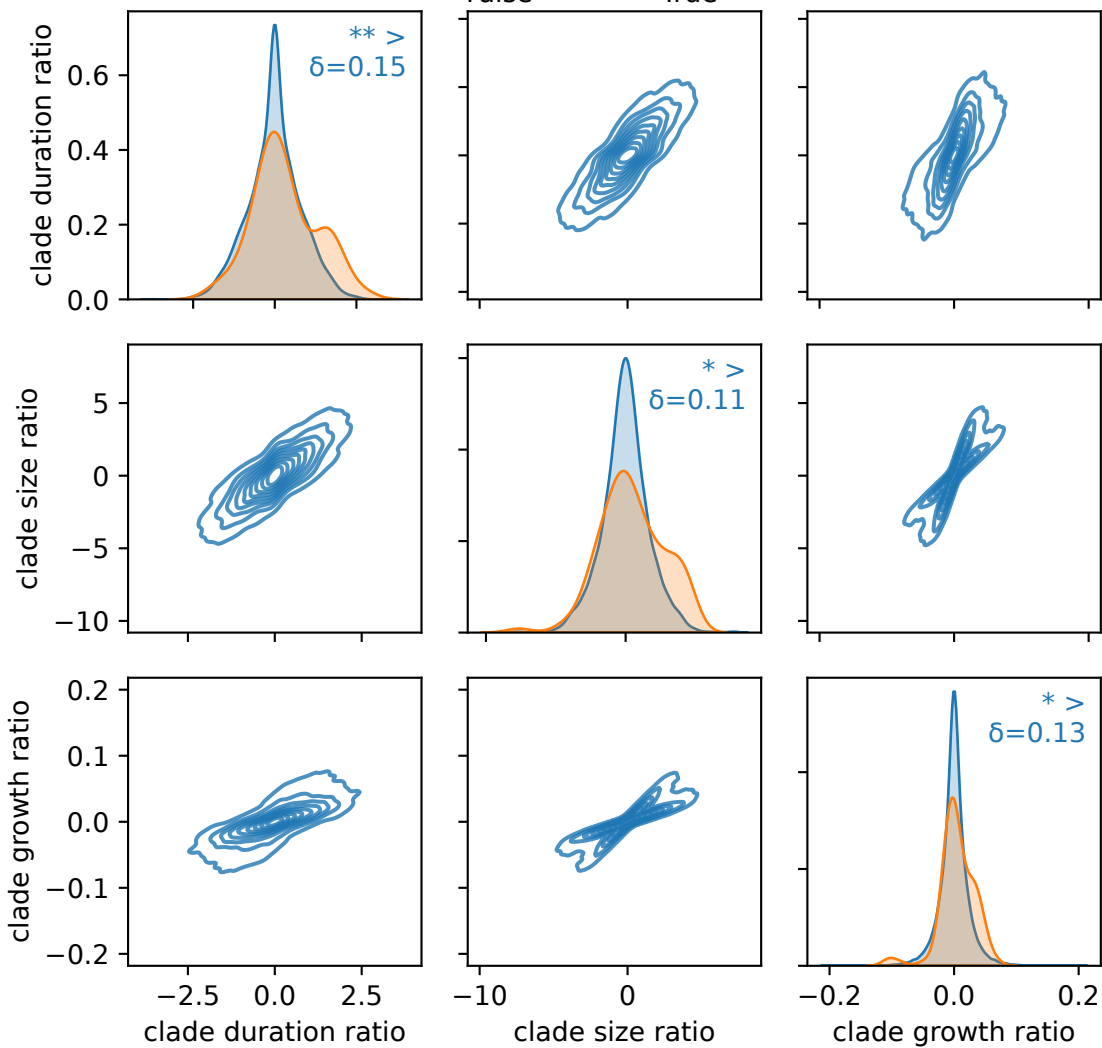 False True
clade duration ratio
0.6
0.4
0.2
0.0
** >
δ=0.15
clade size ratio
5
0
−5
−10
* >
δ=0.11
clade growth ratio
0.2
0.1
0.0
−0.1
−0.2
* >
δ=0.13
−2.5 0.0 2.5
−10 0
−0.2 0.0 0.2
clade duration ratio
clade size ratio
clade growth ratio